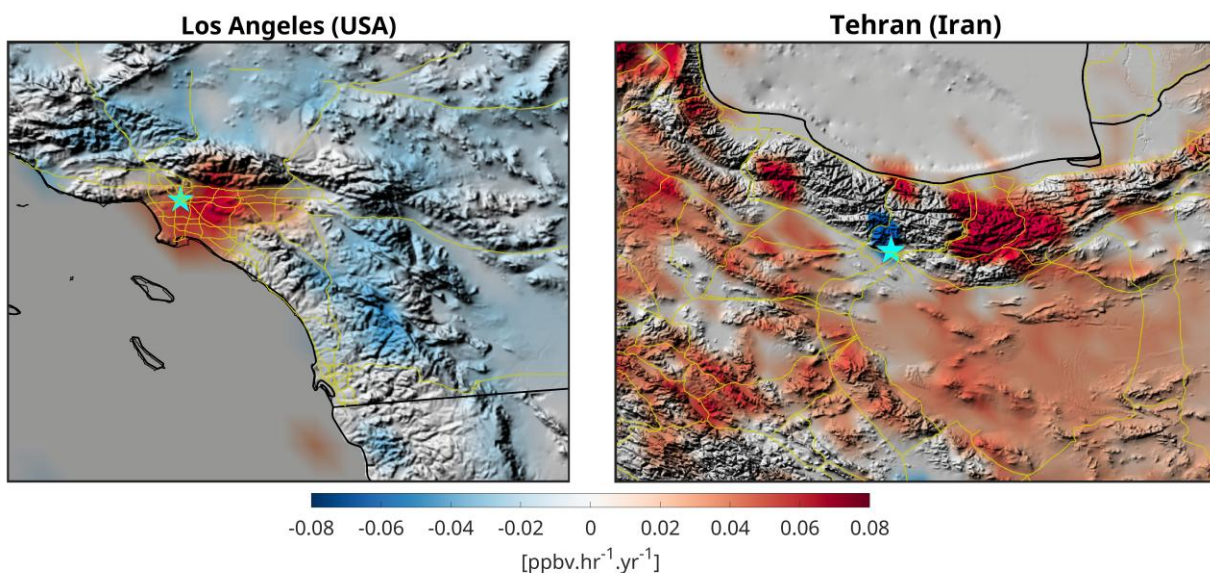 Los Angeles (USA)
Tehran (Iran)
-0.08 -0.06 -0.04 -0.02 0 0.02 0.04 0.06 0.08
[ppbv.hr⁻¹.yr⁻¹]